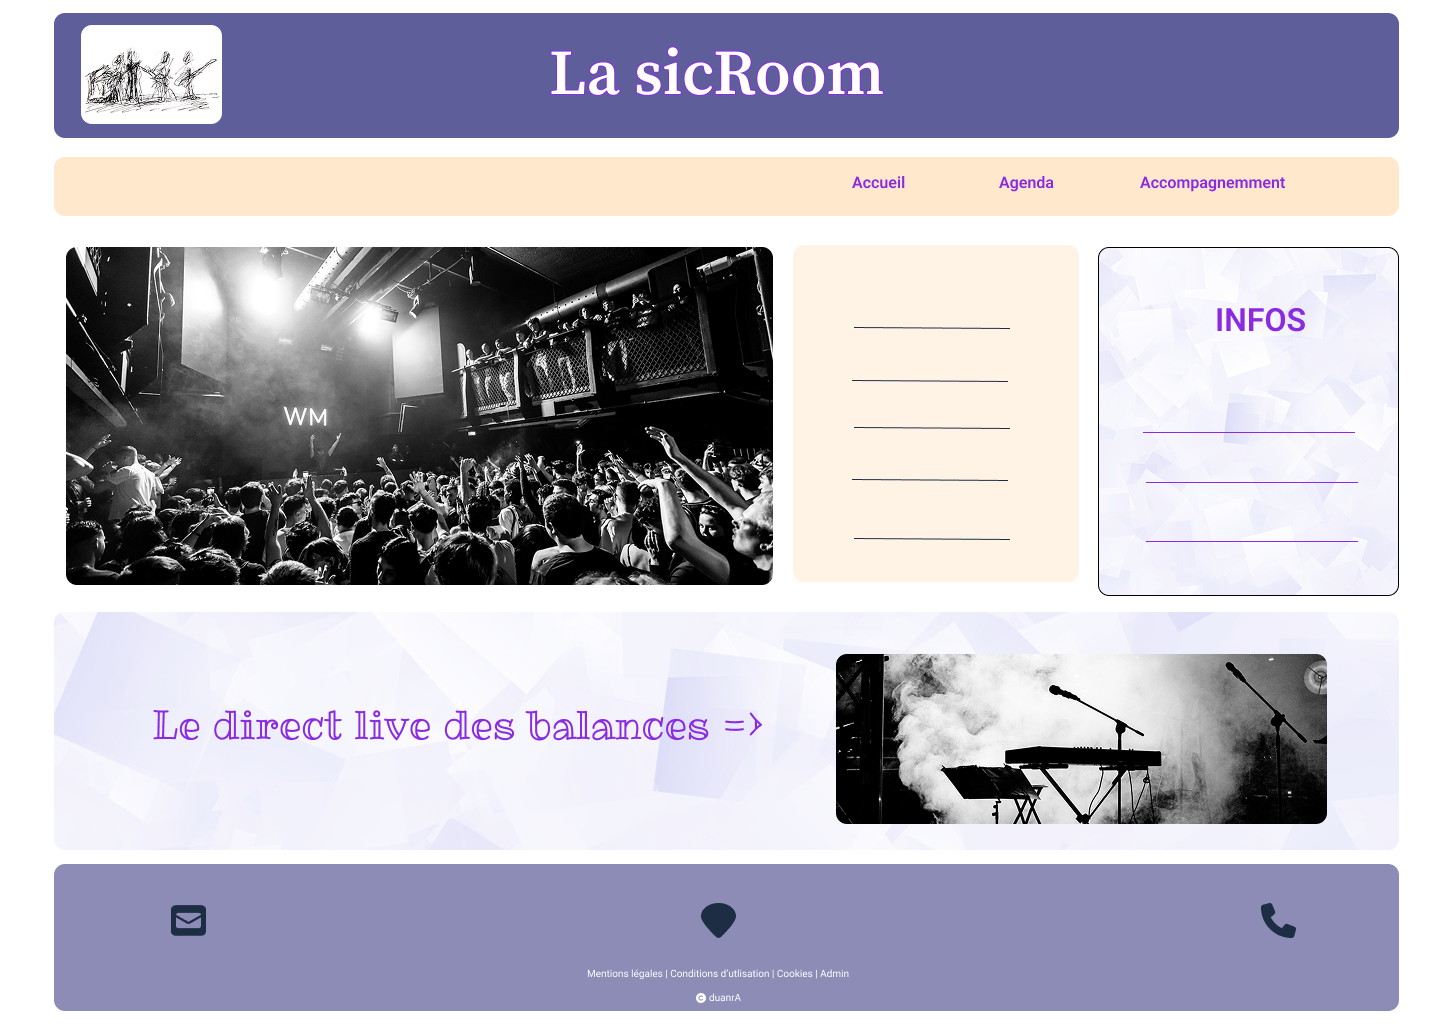 La sicRoom
Accueil Agenda Accompagnemment
WM
INFOS
Le direct live des balances =>
Mentions légales | Conditions d'utlisation | Cookies | Admin
© duanrA